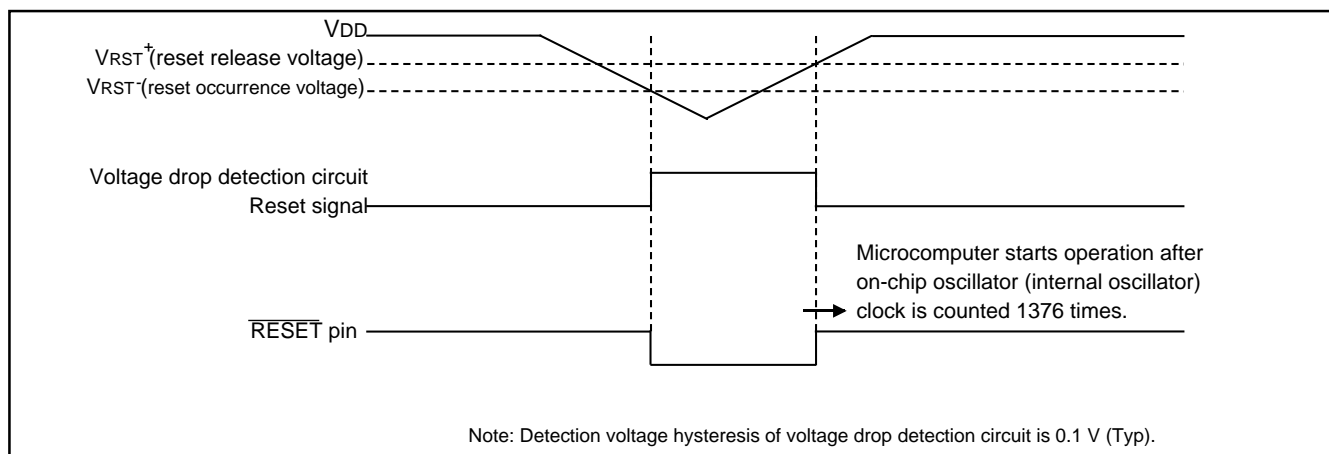 VDD
VRST+(reset release voltage)
VRST-(reset occurrence voltage)
Voltage drop detection circuit
Reset signal
Microcomputer starts operation after
on-chip oscillator (internal oscillator)
clock is counted 1376 times.
RESET pin
Note: Detection voltage hysteresis of voltage drop detection circuit is 0.1 V (Typ).